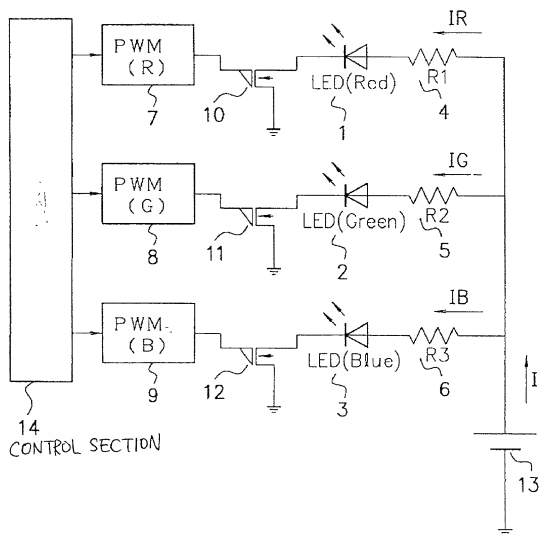 PWM
(R)
7
10
LED(Red)
1
R1
4
IR
PWM
(G)
8
11
LED(Green)
2
R2
5
IG
PWM
(B)
9
12
LED(Blue)
3
R3
6
IB
I
13
14
CONTROL SECTION